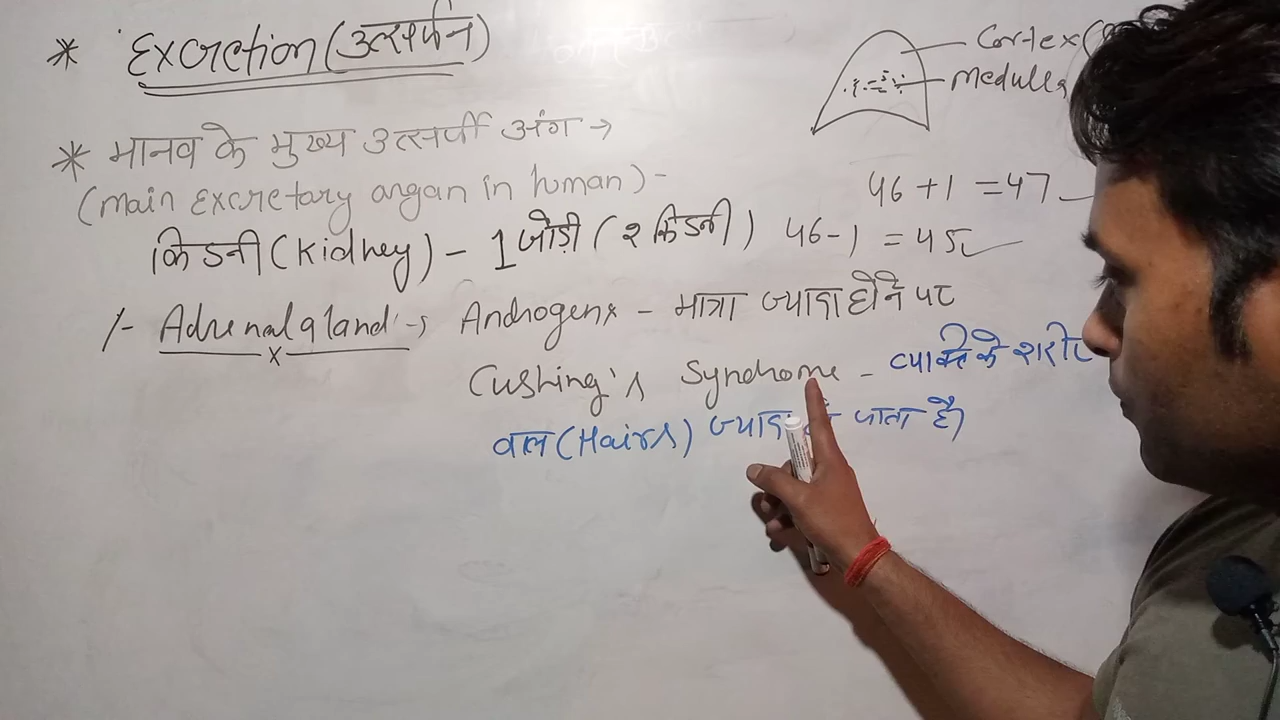 * Excretion (उत्सर्जन)
Cortex (
Medulla
* मानव के मुख्य उत्सर्जी अंग →
(main Excretory organ in human) -
46 + 1 = 47
किडनी (Kidney) - 1 जोड़ी (2 किडनी)
46 - 1 = 45
/- Adrenal gland → Androgens - मात्रा ज्यादा होने पर
Cushing's Syndrome - व्यक्ति के शरीर
वाल (Hairs) ज्यादा जाता है।